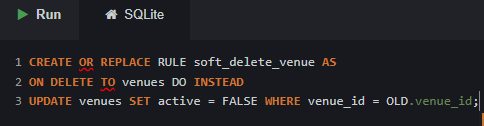 Run
SQLite
1 CREATE OR REPLACE RULE soft_delete_venue AS
2 ON DELETE TO venues DO INSTEAD
3 UPDATE venues SET active = FALSE WHERE venue_id = OLD.venue_id;